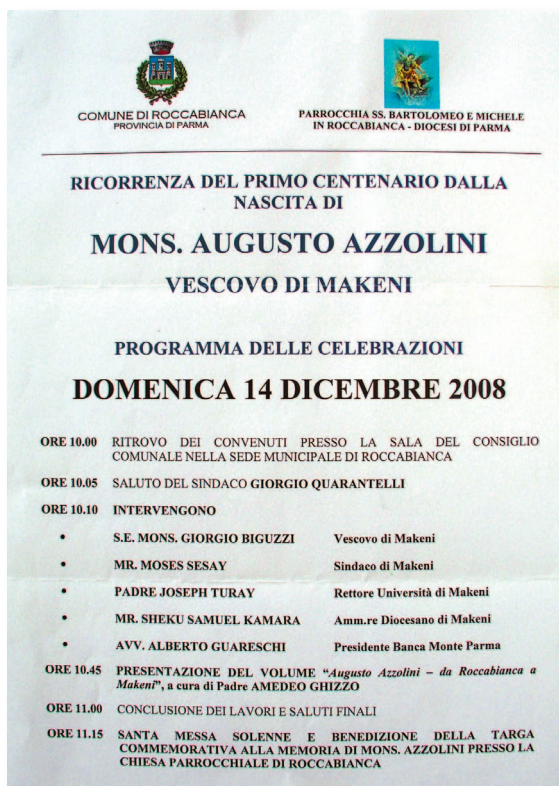 COMUNE DI ROCCABIANCA
PROVINCIA DI PARMA
PARROCCHIA SS. BARTOLOMEO E MICHELE
IN ROCCABIANCA - DIOCESI DI PARMA
RICORRENZA DEL PRIMO CENTENARIO DALLA
NASCITA DI
MONS. AUGUSTO AZZOLINI
VESCOVO DI MAKENI
PROGRAMMA DELLE CELEBRAZIONI
DOMENICA 14 DICEMBRE 2008
ORE 10.00 RITROVO DEI CONVENUTI PRESSO LA SALA DEL CONSIGLIO
COMUNALE NELLA SEDE MUNICIPALE DI ROCCABIANCA
ORE 10.05 SALUTO DEL SINDACO GIORGIO QUARANTELLI
ORE 10.10 INTERVENGONO
• S.E. MONS. GIORGIO BIGUZZI Vescovo di Makeni
• MR. MOSES SESAY Sindaco di Makeni
• PADRE JOSEPH TURAY Rettore Università di Makeni
• MR. SHEKU SAMUEL KAMARA Amm.re Diocesano di Makeni
• AVV. ALBERTO GUARESCHI Presidente Banca Monte Parma
ORE 10.45 PRESENTAZIONE DEL VOLUME “Augusto Azzolini – da Roccabianca a
Makeni”, a cura di Padre AMEDEO GHIZZO
ORE 11.00 CONCLUSIONE DEI LAVORI E SALUTI FINALI
ORE 11.15 SANTA MESSA SOLENNE E BENEDIZIONE DELLA TARGA
COMMEMORATIVA ALLA MEMORIA DI MONS. AZZOLINI PRESSO LA
CHIESA PARROCCHIALE DI ROCCABIANCA